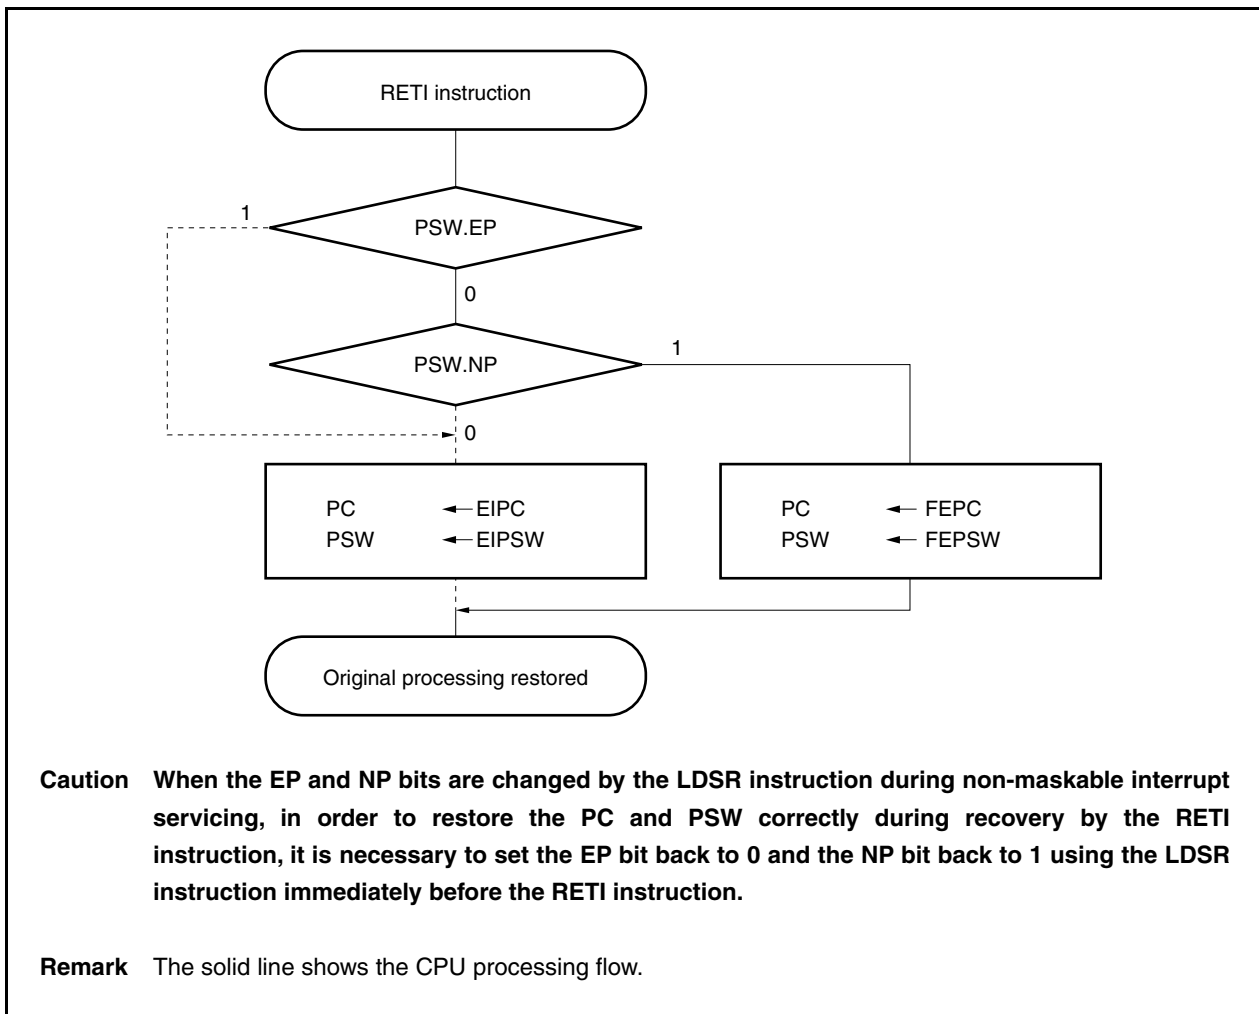 RETI instruction
1
PSW.EP
0
PSW.NP
1
0
PC ← EIPC
PSW ← EIPSW
PC ← FEPC
PSW ← FEPSW
Original processing restored
Caution When the EP and NP bits are changed by the LDSR instruction during non-maskable interrupt
servicing, in order to restore the PC and PSW correctly during recovery by the RETI
instruction, it is necessary to set the EP bit back to 0 and the NP bit back to 1 using the LDSR
instruction immediately before the RETI instruction.
Remark The solid line shows the CPU processing flow.